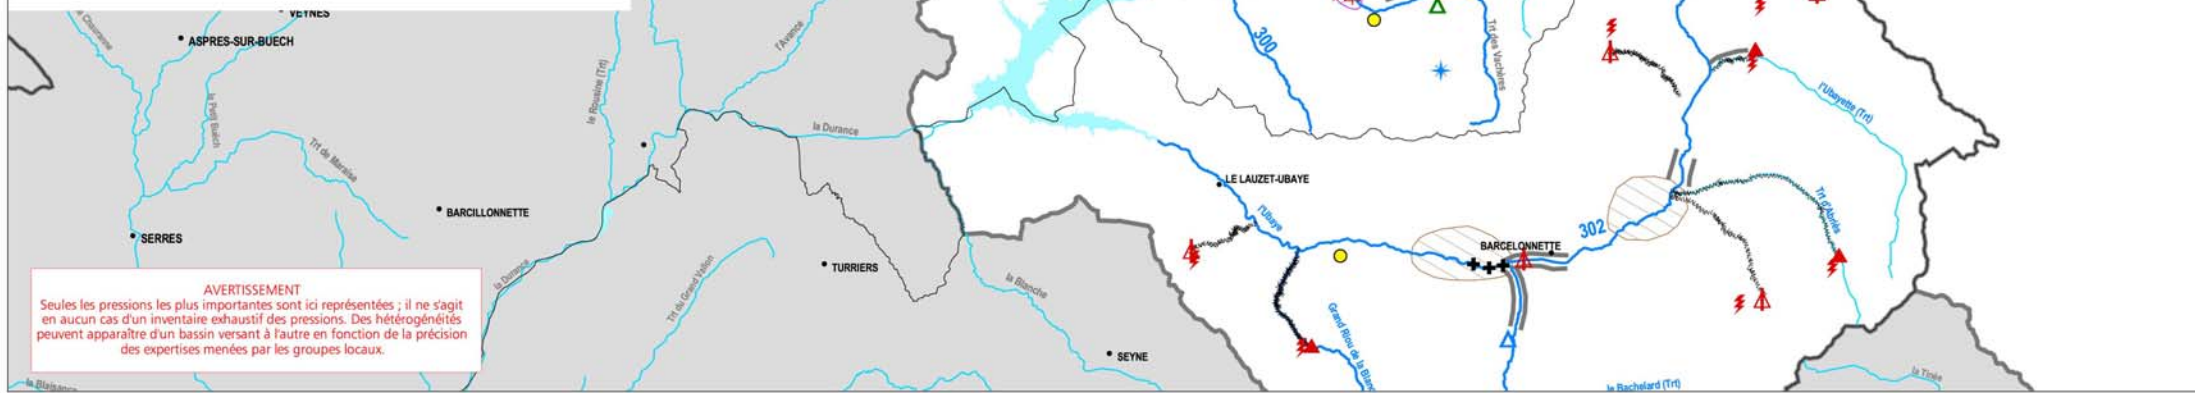 VEYNES
la Chauranne
ASPRES-SUR-BUECH
le Petit Buëch
Trt de Maraise
le Rousine (Trt)
l'Avance
la Durance
300
Trt des Vachères
l'Ubayette (Trt)
LE LAUZET-UBAYE
l'Ubaye
BARCILLONNETTE
SERRES
302
BARCELONNETTE
Trt d'Abriès
TURRIERS
la Durance
Trt du Grand Vallon
la Blanche
Grand Riou de la Blanc
SEYNE
la Blaisance
le Bachelard (Trt)
la Tinée
AVERTISSEMENT
Seules les pressions les plus importantes sont ici représentées ; il ne s'agit
en aucun cas d'un inventaire exhaustif des pressions. Des hétérogénéités
peuvent apparaître d'un bassin versant à l'autre en fonction de la précision
des expertises menées par les groupes locaux.